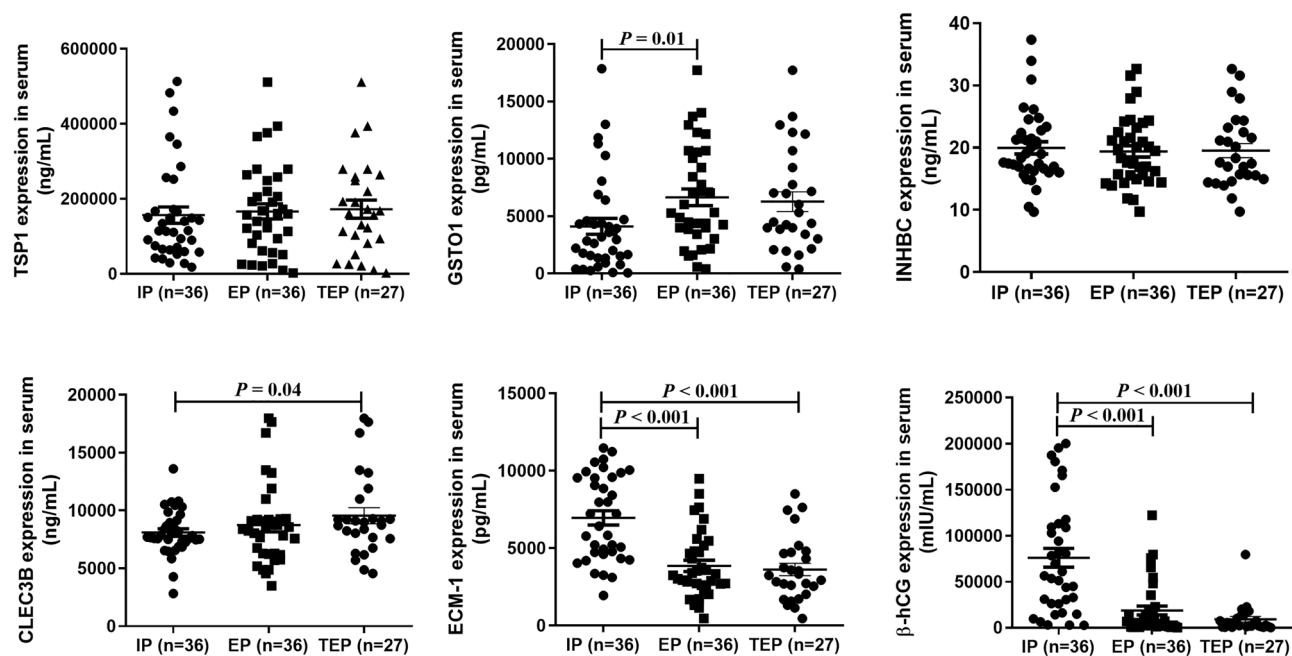 TSP1 expression in serum
(ng/mL)
600000
400000
200000
0
IP (n=36)
EP (n=36)
TEP (n=27)
GSTO1 expression in serum
(pg/mL)
20000
15000
10000
5000
0
P = 0.01
IP (n=36)
EP (n=36)
TEP (n=27)
INHBC expression in serum
(ng/mL)
40
30
20
10
0
IP (n=36)
EP (n=36)
TEP (n=27)
CLEC3B expression in serum
(ng/mL)
20000
15000
10000
5000
0
P = 0.04
IP (n=36)
EP (n=36)
TEP (n=27)
ECM-1 expression in serum
(pg/mL)
15000
10000
5000
0
P < 0.001
P < 0.001
IP (n=36)
EP (n=36)
TEP (n=27)
β-hCG expression in serum
(mIU/mL)
250000
200000
150000
100000
50000
0
P < 0.001
P < 0.001
IP (n=36)
EP (n=36)
TEP (n=27)